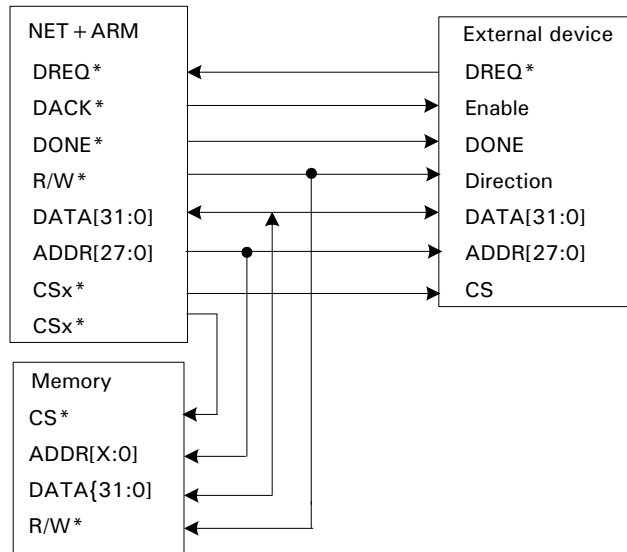 NET+ARM
DREQ*
DACK*
DONE*
R/W*
DATA[31:0]
ADDR[27:0]
CSx*
CSx*
External device
DREQ*
Enable
DONE
Direction
DATA[31:0]
ADDR[27:0]
CS
Memory
CS*
ADDR[X:0]
DATA{31:0]
R/W*